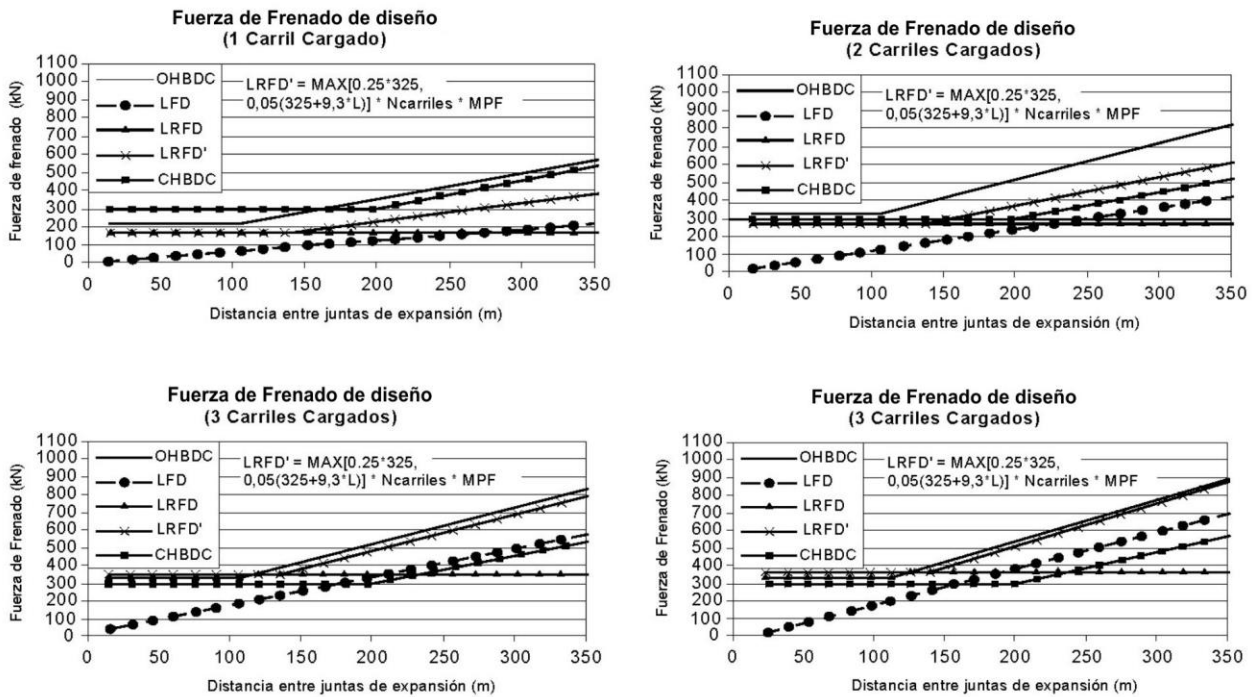 Fuerza de Frenado de diseño
(1 Carril Cargado)
Fuerza de frenado (kN)
1100
1000
900
800
700
600
500
400
300
200
100
0
OHBDC
LFD
LRFD
LRFD'
CHBDC
LRFD' = MAX[0.25*325,
0,05(325+9,3*L)] * Ncarriles * MPF
0 50 100 150 200 250 300 350
Distancia entre juntas de expansión (m)
Fuerza de Frenado de diseño
(2 Carriles Cargados)
Fuerza de frenado (kN)
1100
1000
900
800
700
600
500
400
300
200
100
0
OHBDC
LFD
LRFD
LRFD'
CHBDC
LRFD' = MAX[0.25*325,
0,05(325+9,3*L)] * Ncarriles * MPF
0 50 100 150 200 250 300 350
Distancia entre juntas de expansión (m)
Fuerza de Frenado de diseño
(3 Carriles Cargados)
Fuerza de Frenado (kN)
1100
1000
900
800
700
600
500
400
300
200
100
0
OHBDC
LFD
LRFD
LRFD'
CHBDC
LRFD' = MAX[0.25*325,
0,05(325+9,3*L)] * Ncarriles * MPF
0 50 100 150 200 250 300 350
Distancia entre juntas de expansión (m)
Fuerza de Frenado de diseño
(3 Carriles Cargados)
Fuerza de Frenado (kN)
1100
1000
900
800
700
600
500
400
300
200
100
0
OHBDC
LFD
LRFD
LRFD'
CHBDC
LRFD' = MAX[0.25*325,
0,05(325+9,3*L)] * Ncarriles * MPF
0 50 100 150 200 250 300 350
Distancia entre juntas de expansión (m)